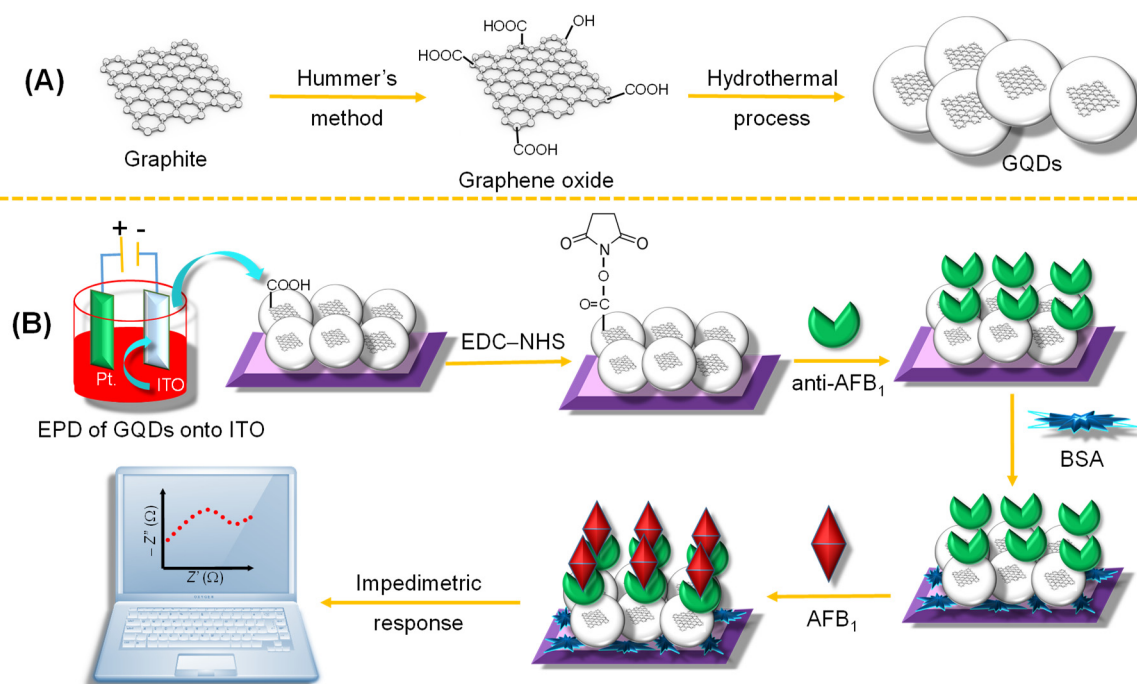 (A)
Graphite
Hummer's
method
HOOC
OH
HOOC
COOH
COOH
Graphene oxide
Hydrothermal
process
GQDs
(B)
+ -
Pt.
ITO
EPD of GQDs onto ITO
COOH
EDC–NHS
O
N
O
O
O=C
anti-AFB₁
BSA
AFB₁
Impedimetric
response
– Z" (Ω)
Z' (Ω)